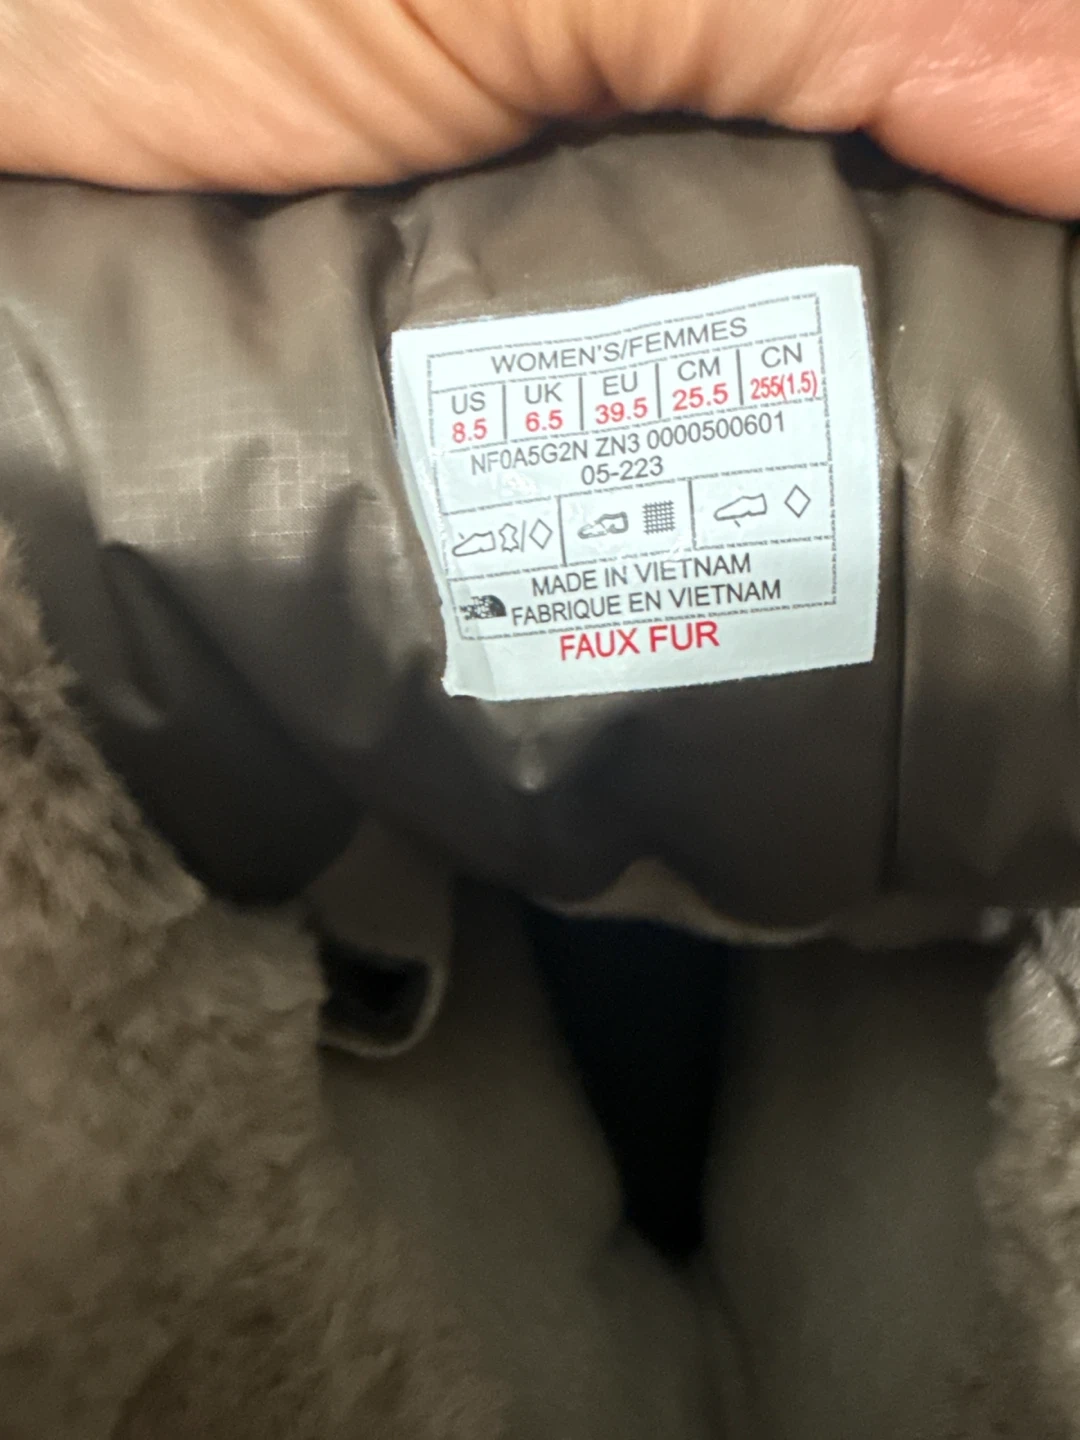 WOMEN'S/FEMMES
US UK EU CM CN
8.5 6.5 39.5 25.5 255(1.5)
NF0A5G2N ZN3 0000500601
05-223
MADE IN VIETNAM
FABRIQUE EN VIETNAM
FAUX FUR